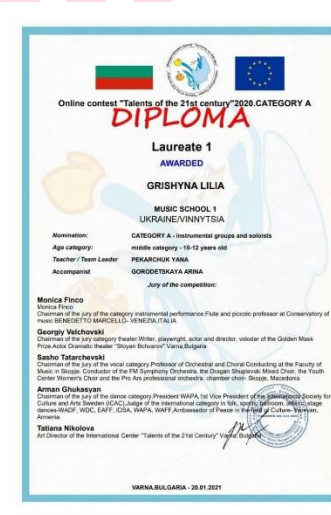 Online contest "Talents of the 21st century"2020.CATEGORY A
DIPLOMA
Laureate 1
AWARDED
GRISHYNA LILIA
MUSIC SCHOOL 1
UKRAINE/VINNYTSIA
Nomination: CATEGORY A - instrumental groups and soloists
Age category: middle category - 10-12 years old
Teacher / Team Leader PEKARCHUK YANA
Accompanist GORODETSKAYA ARINA
Jury of the competition:
Monica Finco
Monica Finco
Chairman of the jury of the category instrumental performance.Flute and piccolo professor at Conservatory of
music BENEDETTO MARCELLO- VENEZIA,ITALIA
Georgiy Velchovski
Chairman of the jury category theater.Writer, playwright, actor and director, volodar of the Golden Mask
Prize.Actor Dramatic theater "Stoyan Bchvarov" Varna,Bulgaria
Sasho Tatarchevski
Chairman of the jury of the vocal category.Professor of Orchestral and Choral Conducting at the Faculty of
Music in Skopje. Conductor of the FM Symphony Orchestra, the Dragan Shuplevski Mixed Choir, the Youth
Center Women's Choir and the Pro Ars professional orchestra. chamber choir- Skopje, Macedonia
Arman Ghukasyan
Chairman of the jury of the dance category.President WAPA,1st Vice President of the International Society for
Culture and Arts Sweden (ICAC),Judge of the international category in folk, sports, ballroom, artistic, stage
dances-WADF, WDC, EAFF, IDSA, WAPA, WAFF,Ambassador of Peace in the field of Culture- Yerevan,
Armenia
Tatiana Nikolova
Art Director of the International Center "Talents of the 21st Century" Varna, Bulgaria
VARNA.BULGARIA - 20.01.2021